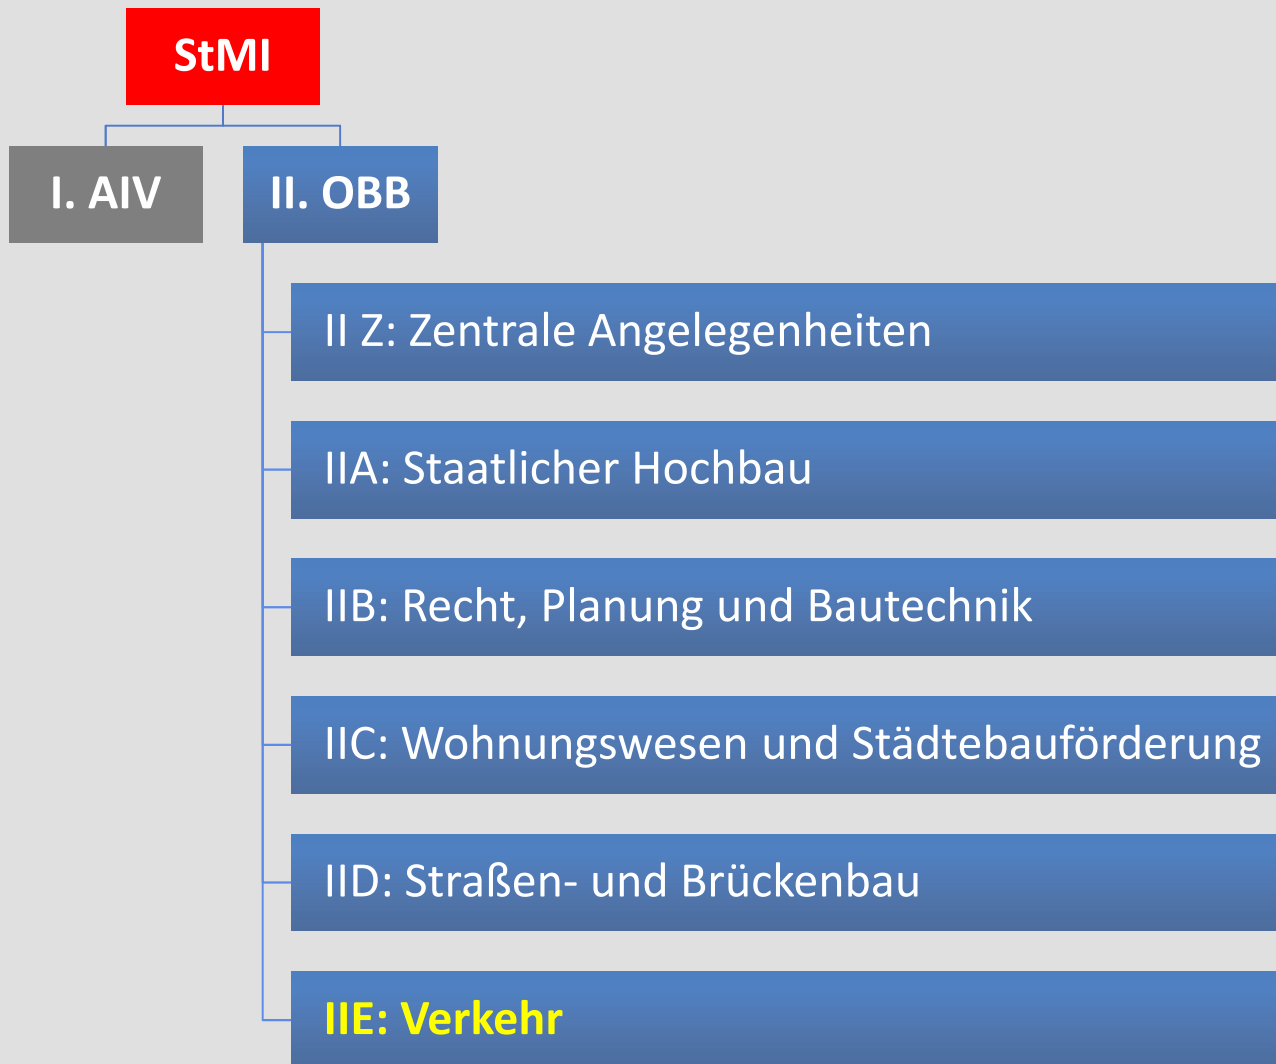 StMI
I. AIV
II. OBB
II Z: Zentrale Angelegenheiten
IIA: Staatlicher Hochbau
IIB: Recht, Planung und Bautechnik
IIC: Wohnungswesen und Städtebauförderung
IID: Straßen- und Brückenbau
IIE: Verkehr